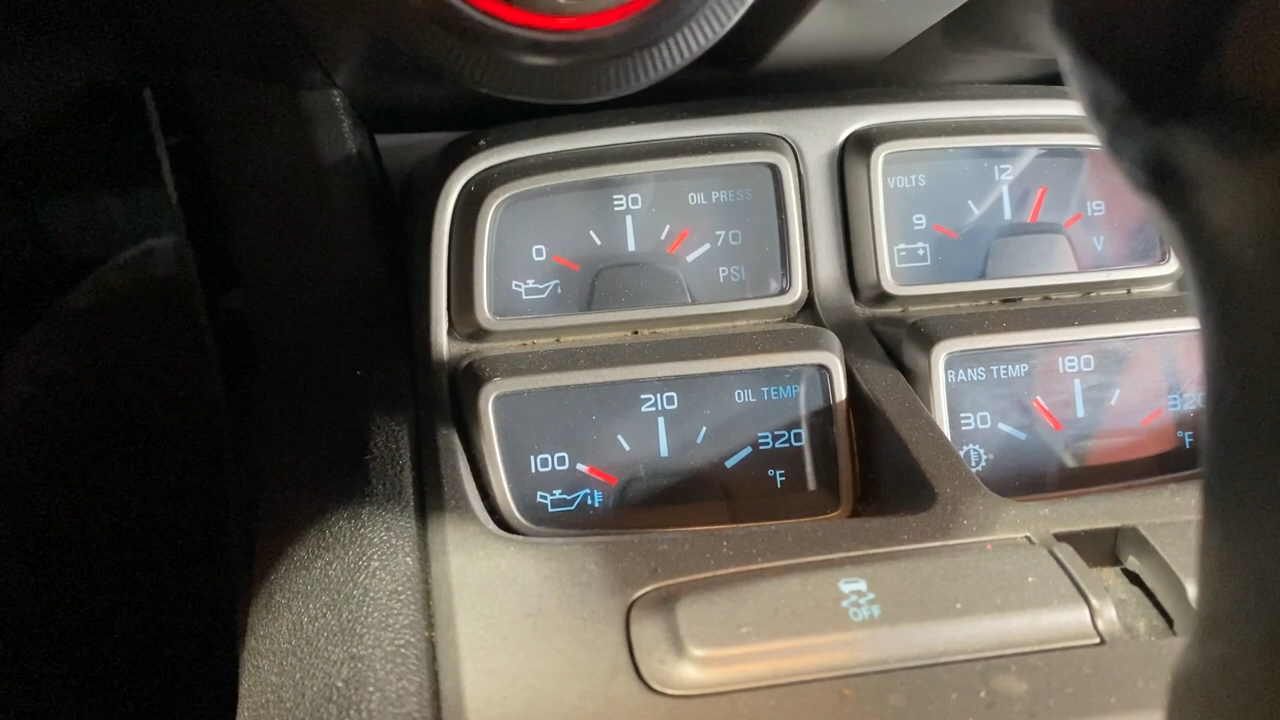 30
OIL PRESS
0
70
PSI
VOLTS
12
9
19
V
210
OIL TEMP
100
320
°F
RANS TEMP
180
30
320
°F
OFF